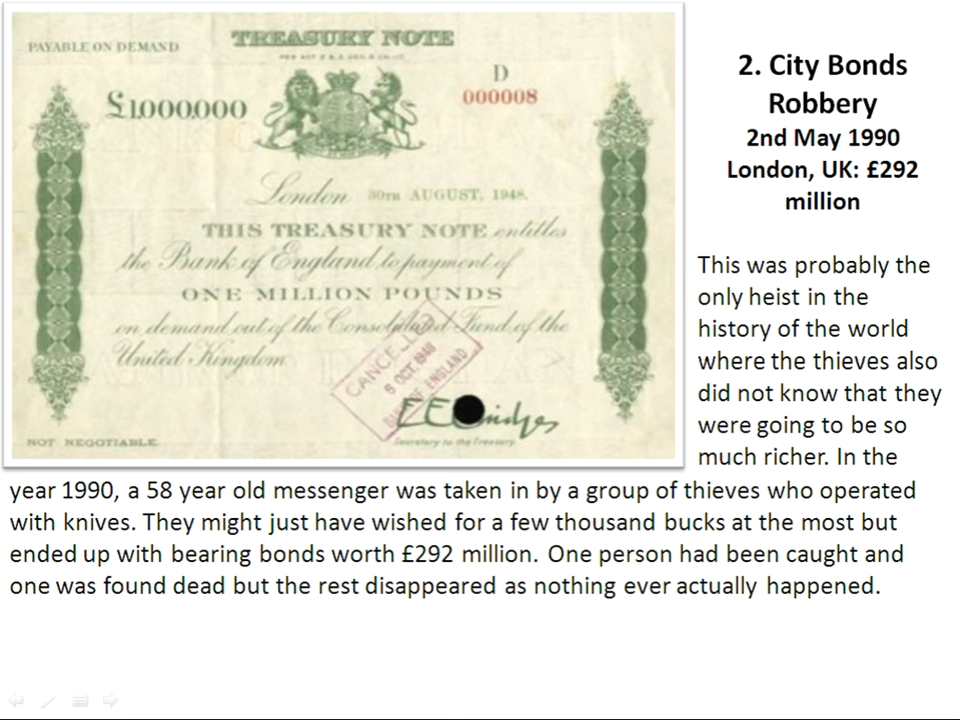 PAYABLE ON DEMAND
TREASURY NOTE
£1,000,000
D
000008
London 30TH AUGUST, 1948.
THIS TREASURY NOTE entitles
the Bank of England to payment of
ONE MILLION POUNDS
on demand out of the Consolidated Fund of the
United Kingdom.
CANCELLED
6 OCT. 1948
BANK OF ENGLAND
Secretary to the Treasury.
NOT NEGOTIABLE.
2. City Bonds
Robbery
2nd May 1990
London, UK: £292
million
This was probably the
only heist in the
history of the world
where the thieves also
did not know that they
were going to be so
much richer. In the
year 1990, a 58 year old messenger was taken in by a group of thieves who operated
with knives. They might just have wished for a few thousand bucks at the most but
ended up with bearing bonds worth £292 million. One person had been caught and
one was found dead but the rest disappeared as nothing ever actually happened.